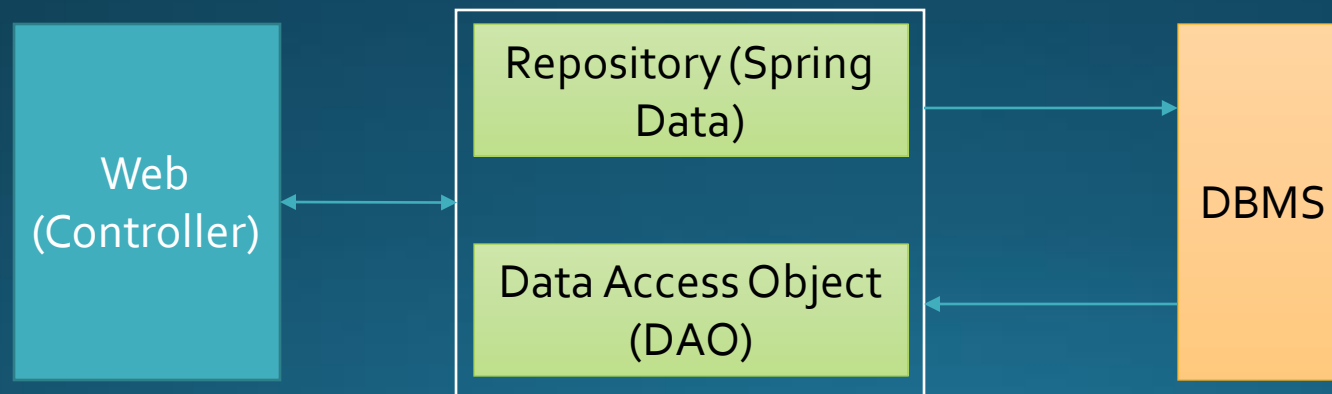 Web
(Controller)
Repository (Spring
Data)
Data Access Object
(DAO)
DBMS